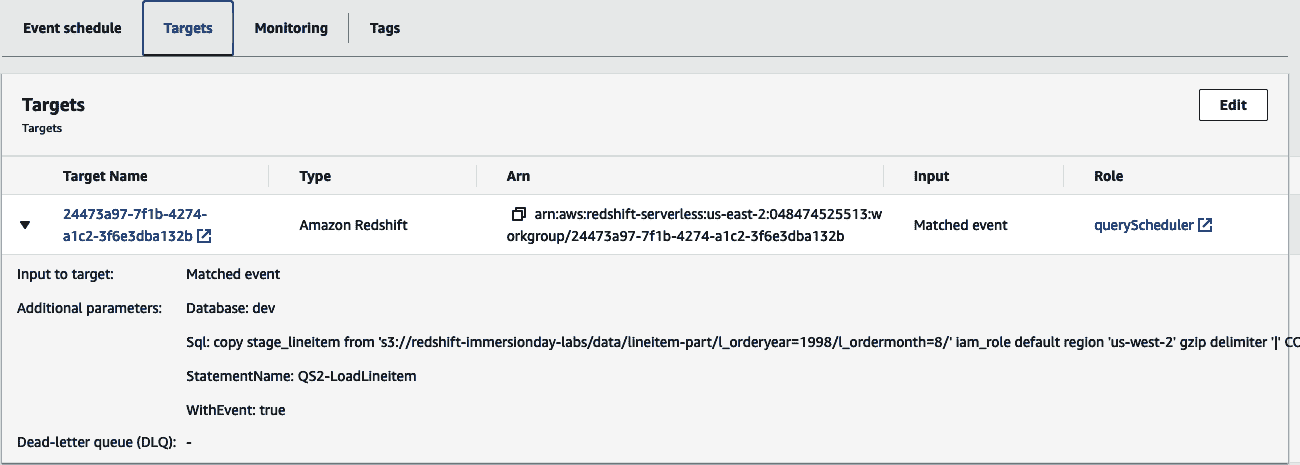 Event schedule Targets Monitoring Tags
Targets
Edit
Targets
Target Name Type Arn Input Role
24473a97-7f1b-4274-
a1c2-3f6e3dba132b
Amazon Redshift
arn:aws:redshift-serverless:us-east-2:048474525513:w
orkgroup/24473a97-7f1b-4274-a1c2-3f6e3dba132b
Matched event
queryScheduler
Input to target: Matched event
Additional parameters: Database: dev
Sql: copy stage_lineitem from 's3://redshift-immersionday-labs/data/lineitem-part/l_orderyear=1998/l_ordermonth=8/' iam_role default region 'us-west-2' gzip delimiter '|' CO
StatementName: QS2-LoadLineitem
WithEvent: true
Dead-letter queue (DLQ): -